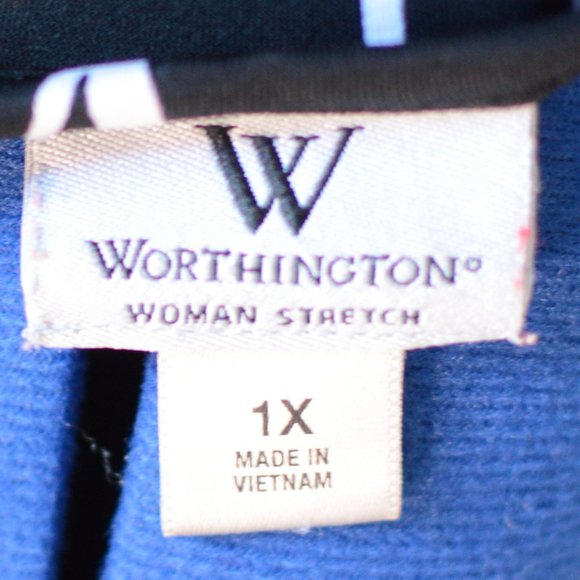 W
WORTHINGTON®
WOMAN STRETCH
1X
MADE IN
VIETNAM